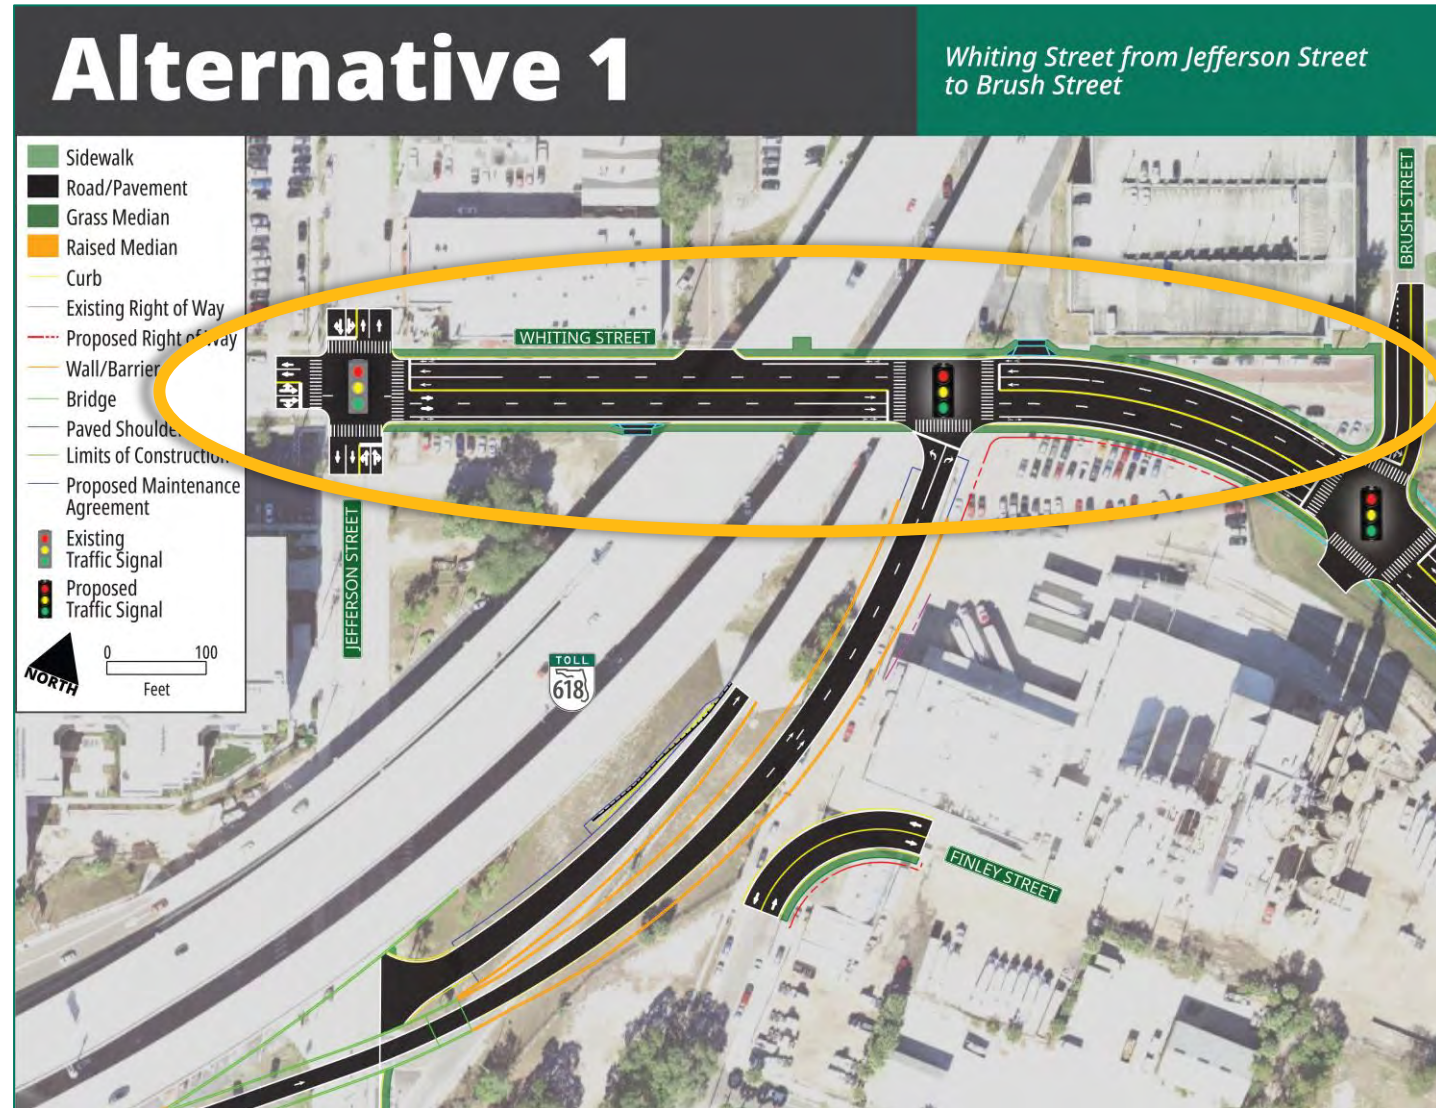 Alternative 1
Whiting Street from Jefferson Street
to Brush Street
Sidewalk
Road/Pavement
Grass Median
Raised Median
Curb
Existing Right of Way
Proposed Right of Way
Wall/Barrier
Bridge
Paved Shoulder
Limits of Construction
Proposed Maintenance
Agreement
Existing
Traffic Signal
Proposed
Traffic Signal
NORTH
0 100
Feet
WHITING STREET
BRUSH STREET
JEFFERSON STREET
TOLL
618
FINLEY STREET